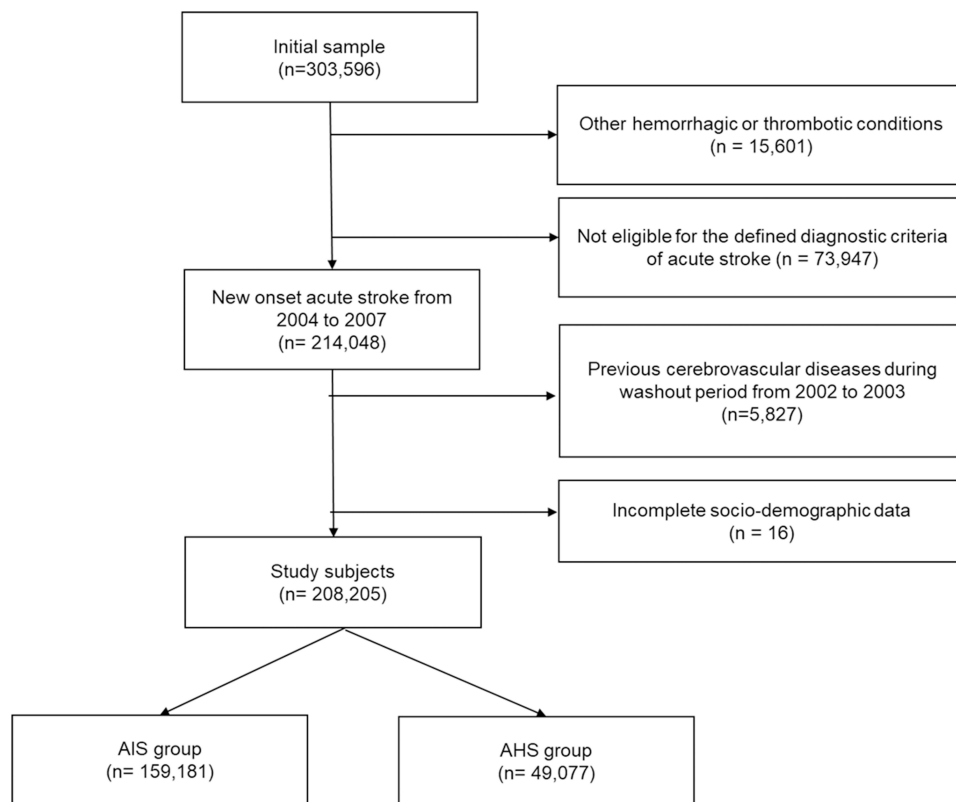 Initial sample
(n=303,596)
Other hemorrhagic or thrombotic conditions
(n = 15,601)
Not eligible for the defined diagnostic criteria
of acute stroke (n = 73,947)
New onset acute stroke from
2004 to 2007
(n= 214,048)
Previous cerebrovascular diseases during
washout period from 2002 to 2003
(n=5,827)
Incomplete socio-demographic data
(n = 16)
Study subjects
(n= 208,205)
AIS group
(n= 159,181)
AHS group
(n= 49,077)